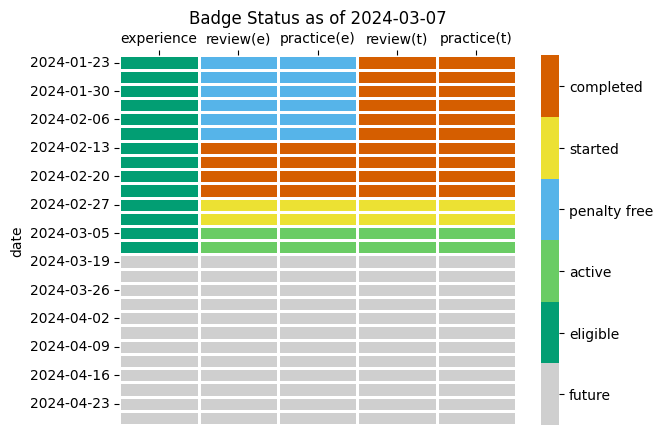 Badge Status as of 2024-03-07
experience review(e) practice(e) review(t) practice(t)
2024-01-23
2024-01-30
2024-02-06
2024-02-13
2024-02-20
2024-02-27
2024-03-05
2024-03-19
2024-03-26
2024-04-02
2024-04-09
2024-04-16
2024-04-23
date
completed
started
penalty free
active
eligible
future